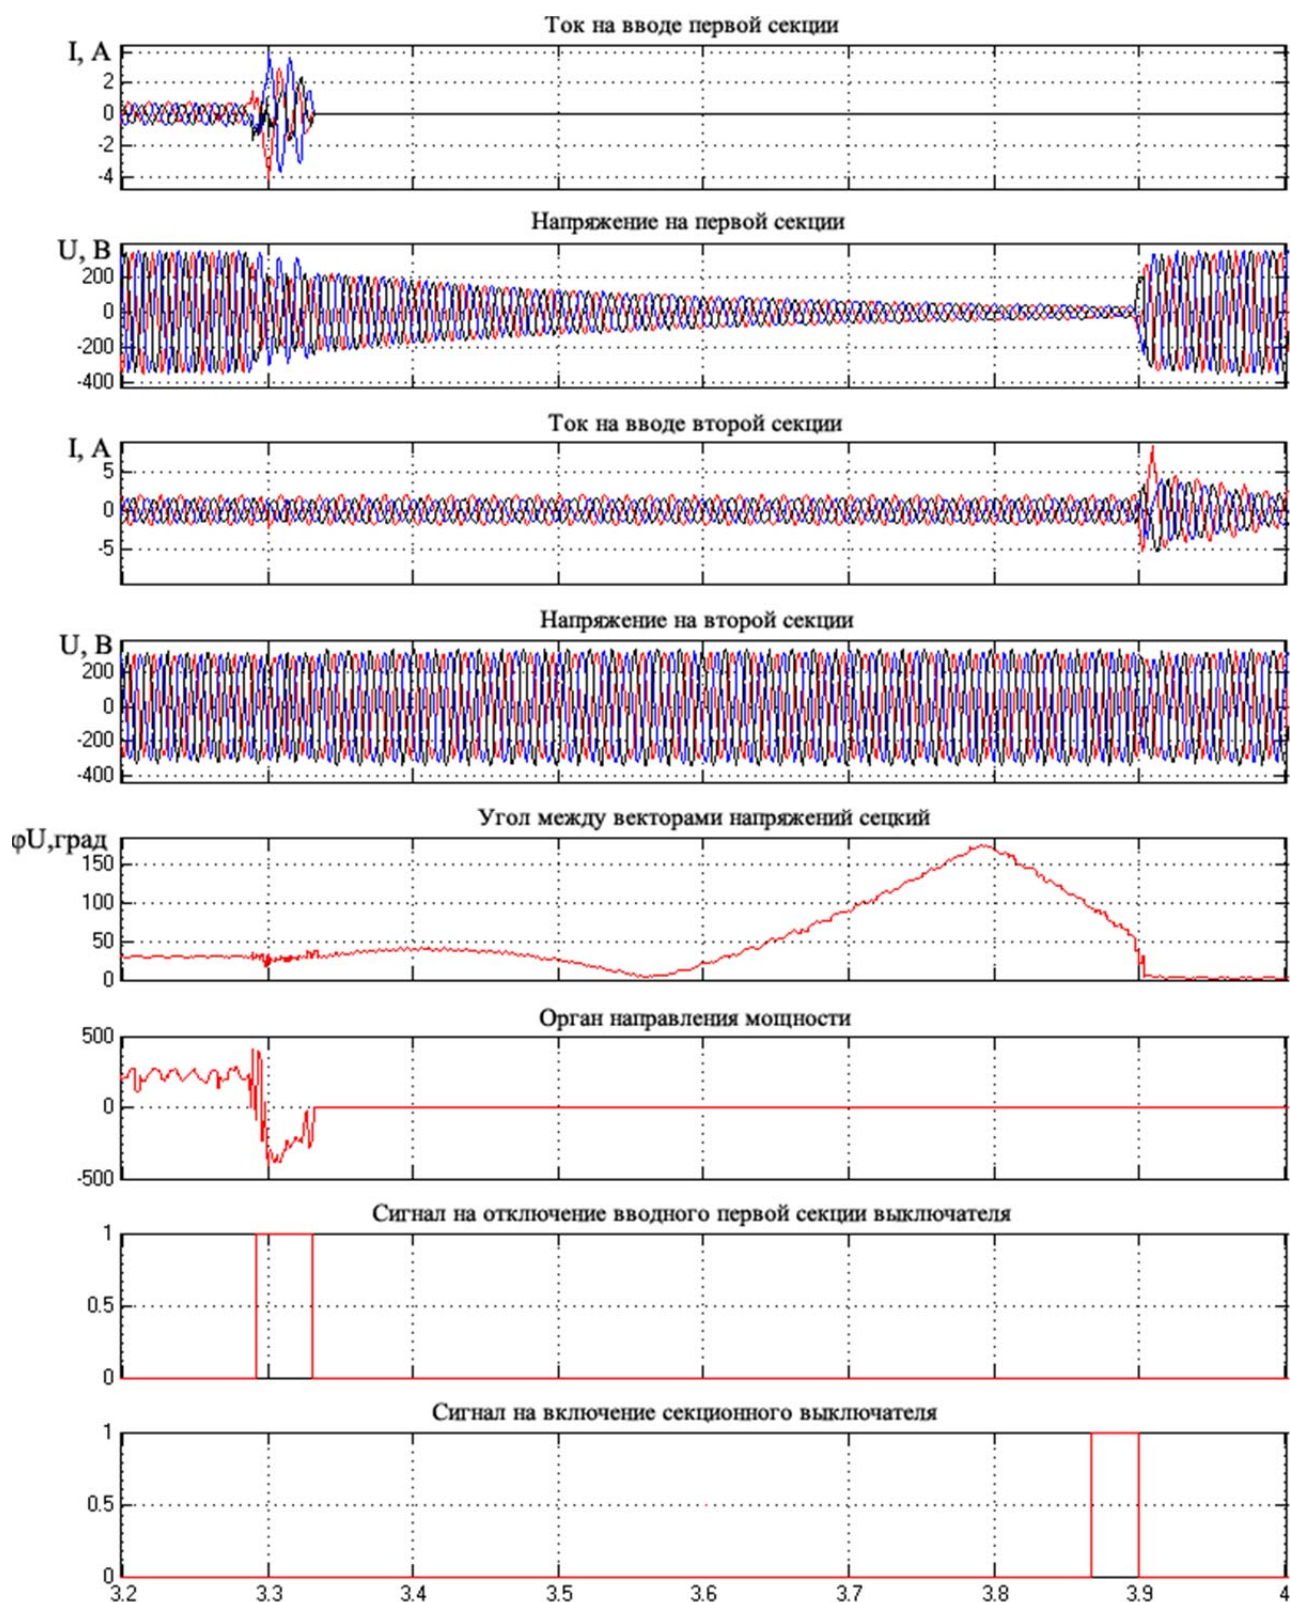 Ток на вводе первой секции
I, А
2
0
-2
-4
Напряжение на первой секции
U, В
200
0
-200
-400
Ток на вводе второй секции
I, А
5
0
-5
Напряжение на второй секции
U, В
200
0
-200
-400
Угол между векторами напряжений сецкий
φU,град
150
100
50
0
Орган направления мощности
500
0
-500
Сигнал на отключение вводного первой секции выключателя
1
0.5
0
Сигнал на включение секционного выключателя
1
0.5
0
3.2 3.3 3.4 3.5 3.6 3.7 3.8 3.9 4